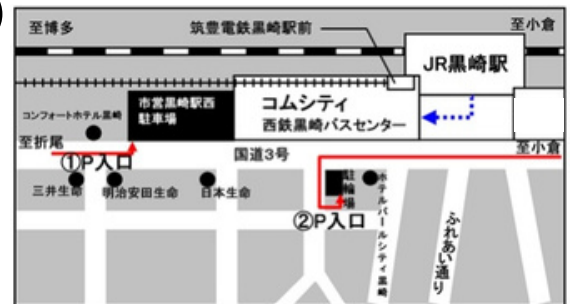 至博多
筑豊電鉄黒崎駅前
至小倉
JR黒崎駅
市営黒崎駅西
駐車場
コムシティ
西鉄黒崎バスセンター
コンフォートホテル黒崎
至折尾
国道3号
至小倉
①P入口
三井生命
明治安田生命
日本生命
駐輪場
②P入口
ホテルパールシティ黒崎
ふれあい通り